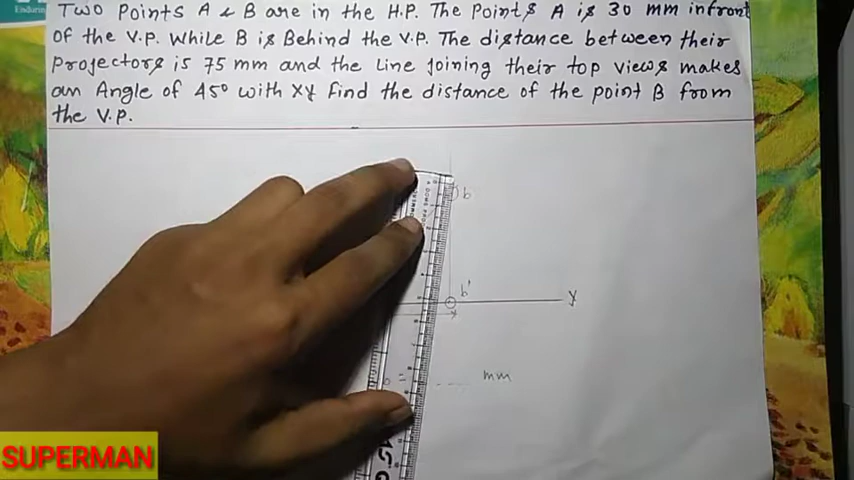 Two Points A & B are in the H.P. The Points A is 30 mm infront
of the V.P. While B is Behind the V.P. The distance between their
Projectors is 75 mm and the Line joining their top views makes
an Angle of 45° with xy find the distance of the point B from
the V.P.
b
b'
y
mm
SUPERMAN